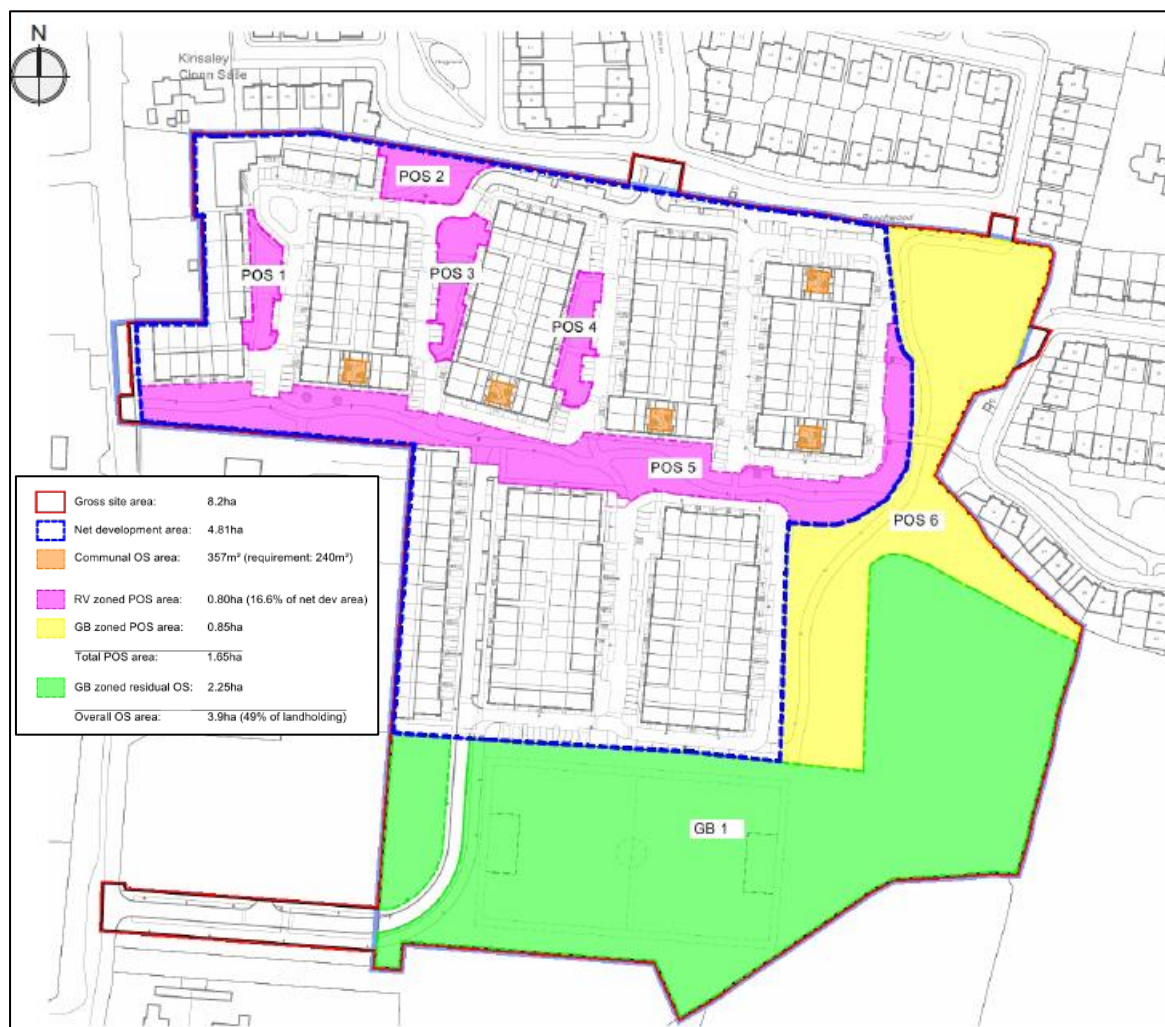 N
Kinsaley
Cionn Sáile
POS 2
POS 1
POS 3
POS 4
POS 5
POS 6
GB 1
Gross site area: 8.2ha
Net development area: 4.81ha
Communal OS area: 357m² (requirement: 240m²)
RV zoned POS area: 0.80ha (16.6% of net dev area)
GB zoned POS area: 0.85ha
Total POS area: 1.65ha
GB zoned residual OS: 2.25ha
Overall OS area: 3.9ha (49% of landholding)